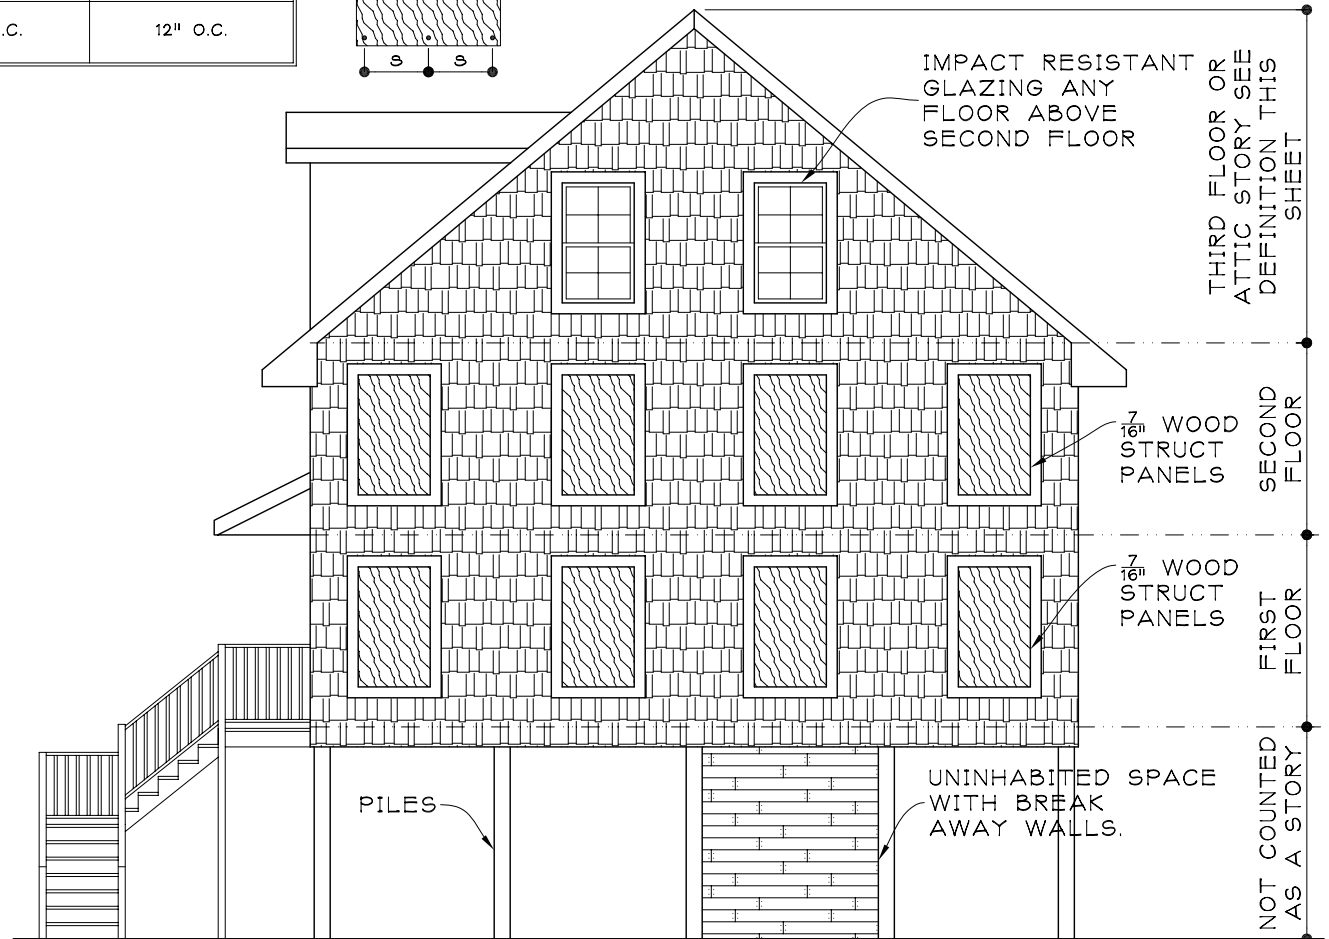 .C.
12" O.C.
S
S
IMPACT RESISTANT
GLAZING ANY
FLOOR ABOVE
SECOND FLOOR
THIRD FLOOR OR
ATTIC STORY SEE
DEFINITION THIS
SHEET
7/16" WOOD
STRUCT
PANELS
SECOND
FLOOR
7/16" WOOD
STRUCT
PANELS
FIRST
FLOOR
PILES
UNINHABITED SPACE
WITH BREAK
AWAY WALLS.
NOT COUNTED
AS A STORY